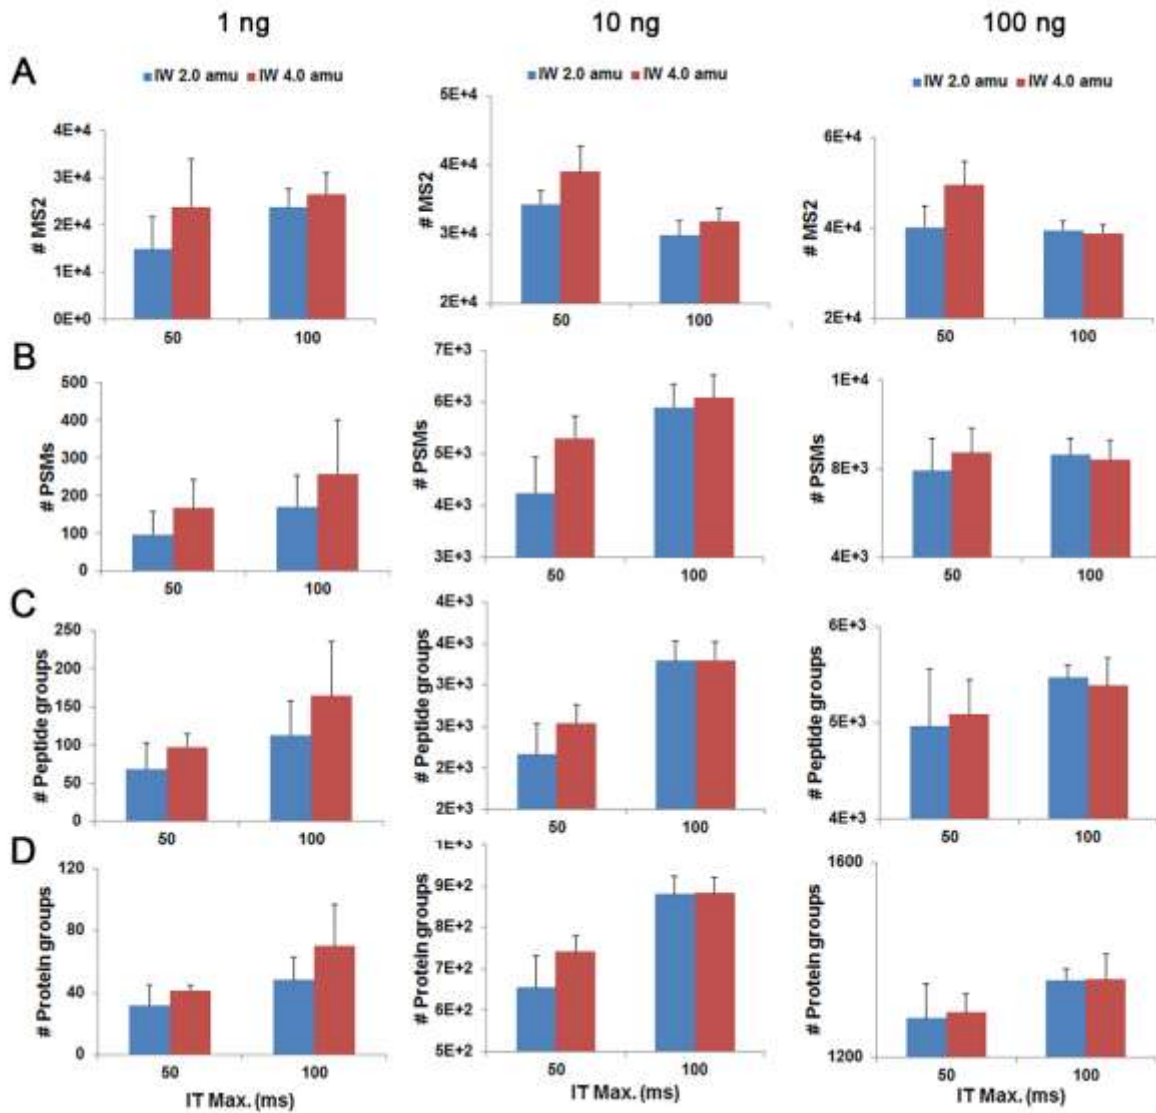 1 ng
10 ng
100 ng
A
IW 2.0 amu IW 4.0 amu
# MS2
4E+4
3E+4
2E+4
1E+4
0E+0
50 100
IW 2.0 amu IW 4.0 amu
# MS2
5E+4
4E+4
3E+4
2E+4
50 100
IW 2.0 amu IW 4.0 amu
# MS2
6E+4
4E+4
2E+4
50 100
B
# PSMs
500
400
300
200
100
0
50 100
# PSMs
7E+3
6E+3
5E+3
4E+3
3E+3
50 100
# PSMs
1E+4
8E+3
4E+3
50 100
C
# Peptide groups
250
200
150
100
50
0
50 100
# Peptide groups
4E+3
4E+3
3E+3
3E+3
2E+3
2E+3
50 100
# Peptide groups
6E+3
5E+3
4E+3
50 100
D
# Protein groups
120
80
40
0
50 100
IT Max. (ms)
# Protein groups
1E+3
9E+2
8E+2
7E+2
6E+2
5E+2
50 100
IT Max. (ms)
# Protein groups
1600
1200
50 100
IT Max. (ms)